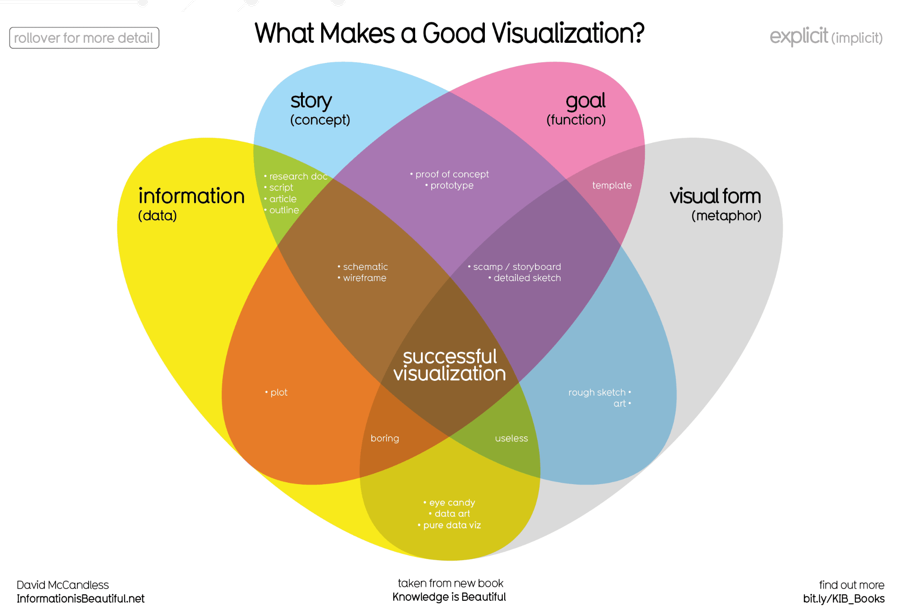 rollover for more detail
What Makes a Good Visualization?
explicit (implicit)
story
(concept)
goal
(function)
information
(data)
visual form
(metaphor)
• research doc
• script
• article
• outline
• proof of concept
• prototype
template
• schematic
• wireframe
• scamp / storyboard
• detailed sketch
successful
visualization
• plot
rough sketch •
art •
boring
useless
• eye candy
• data art
• pure data viz
David McCandless
InformationisBeautiful.net
taken from new book
Knowledge is Beautiful
find out more
bit.ly/KIB_Books